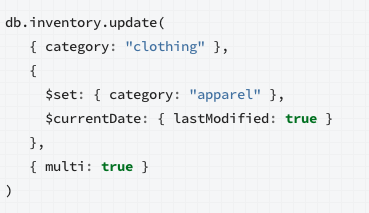 db.inventory.update(
   { category: "clothing" },
   {
     $set: { category: "apparel" },
     $currentDate: { lastModified: true }
   },
   { multi: true }
)